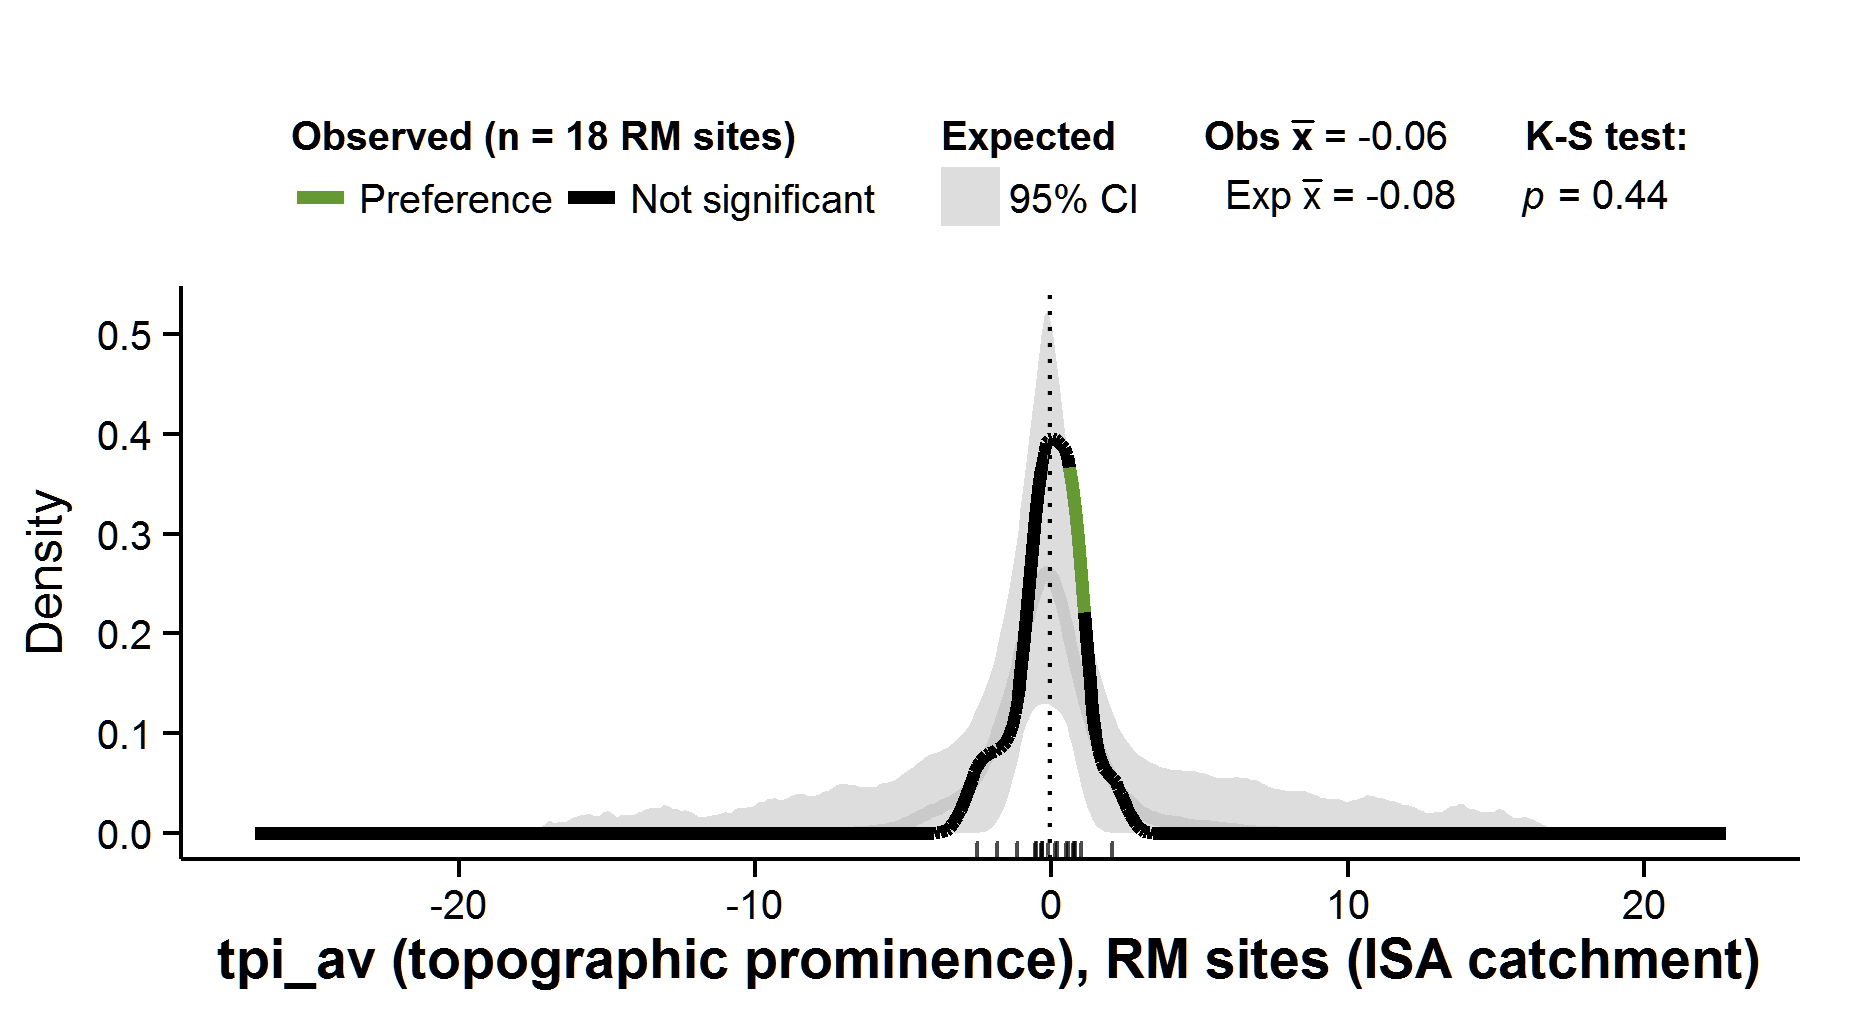 Observed (n = 18 RM sites) Expected Obs x̅ = -0.06 K-S test:
Preference Not significant 95% CI Exp x̅ = -0.08 p = 0.44
Density
0.5
0.4
0.3
0.2
0.1
0.0
-20 -10 0 10 20
tpi_av (topographic prominence), RM sites (ISA catchment)